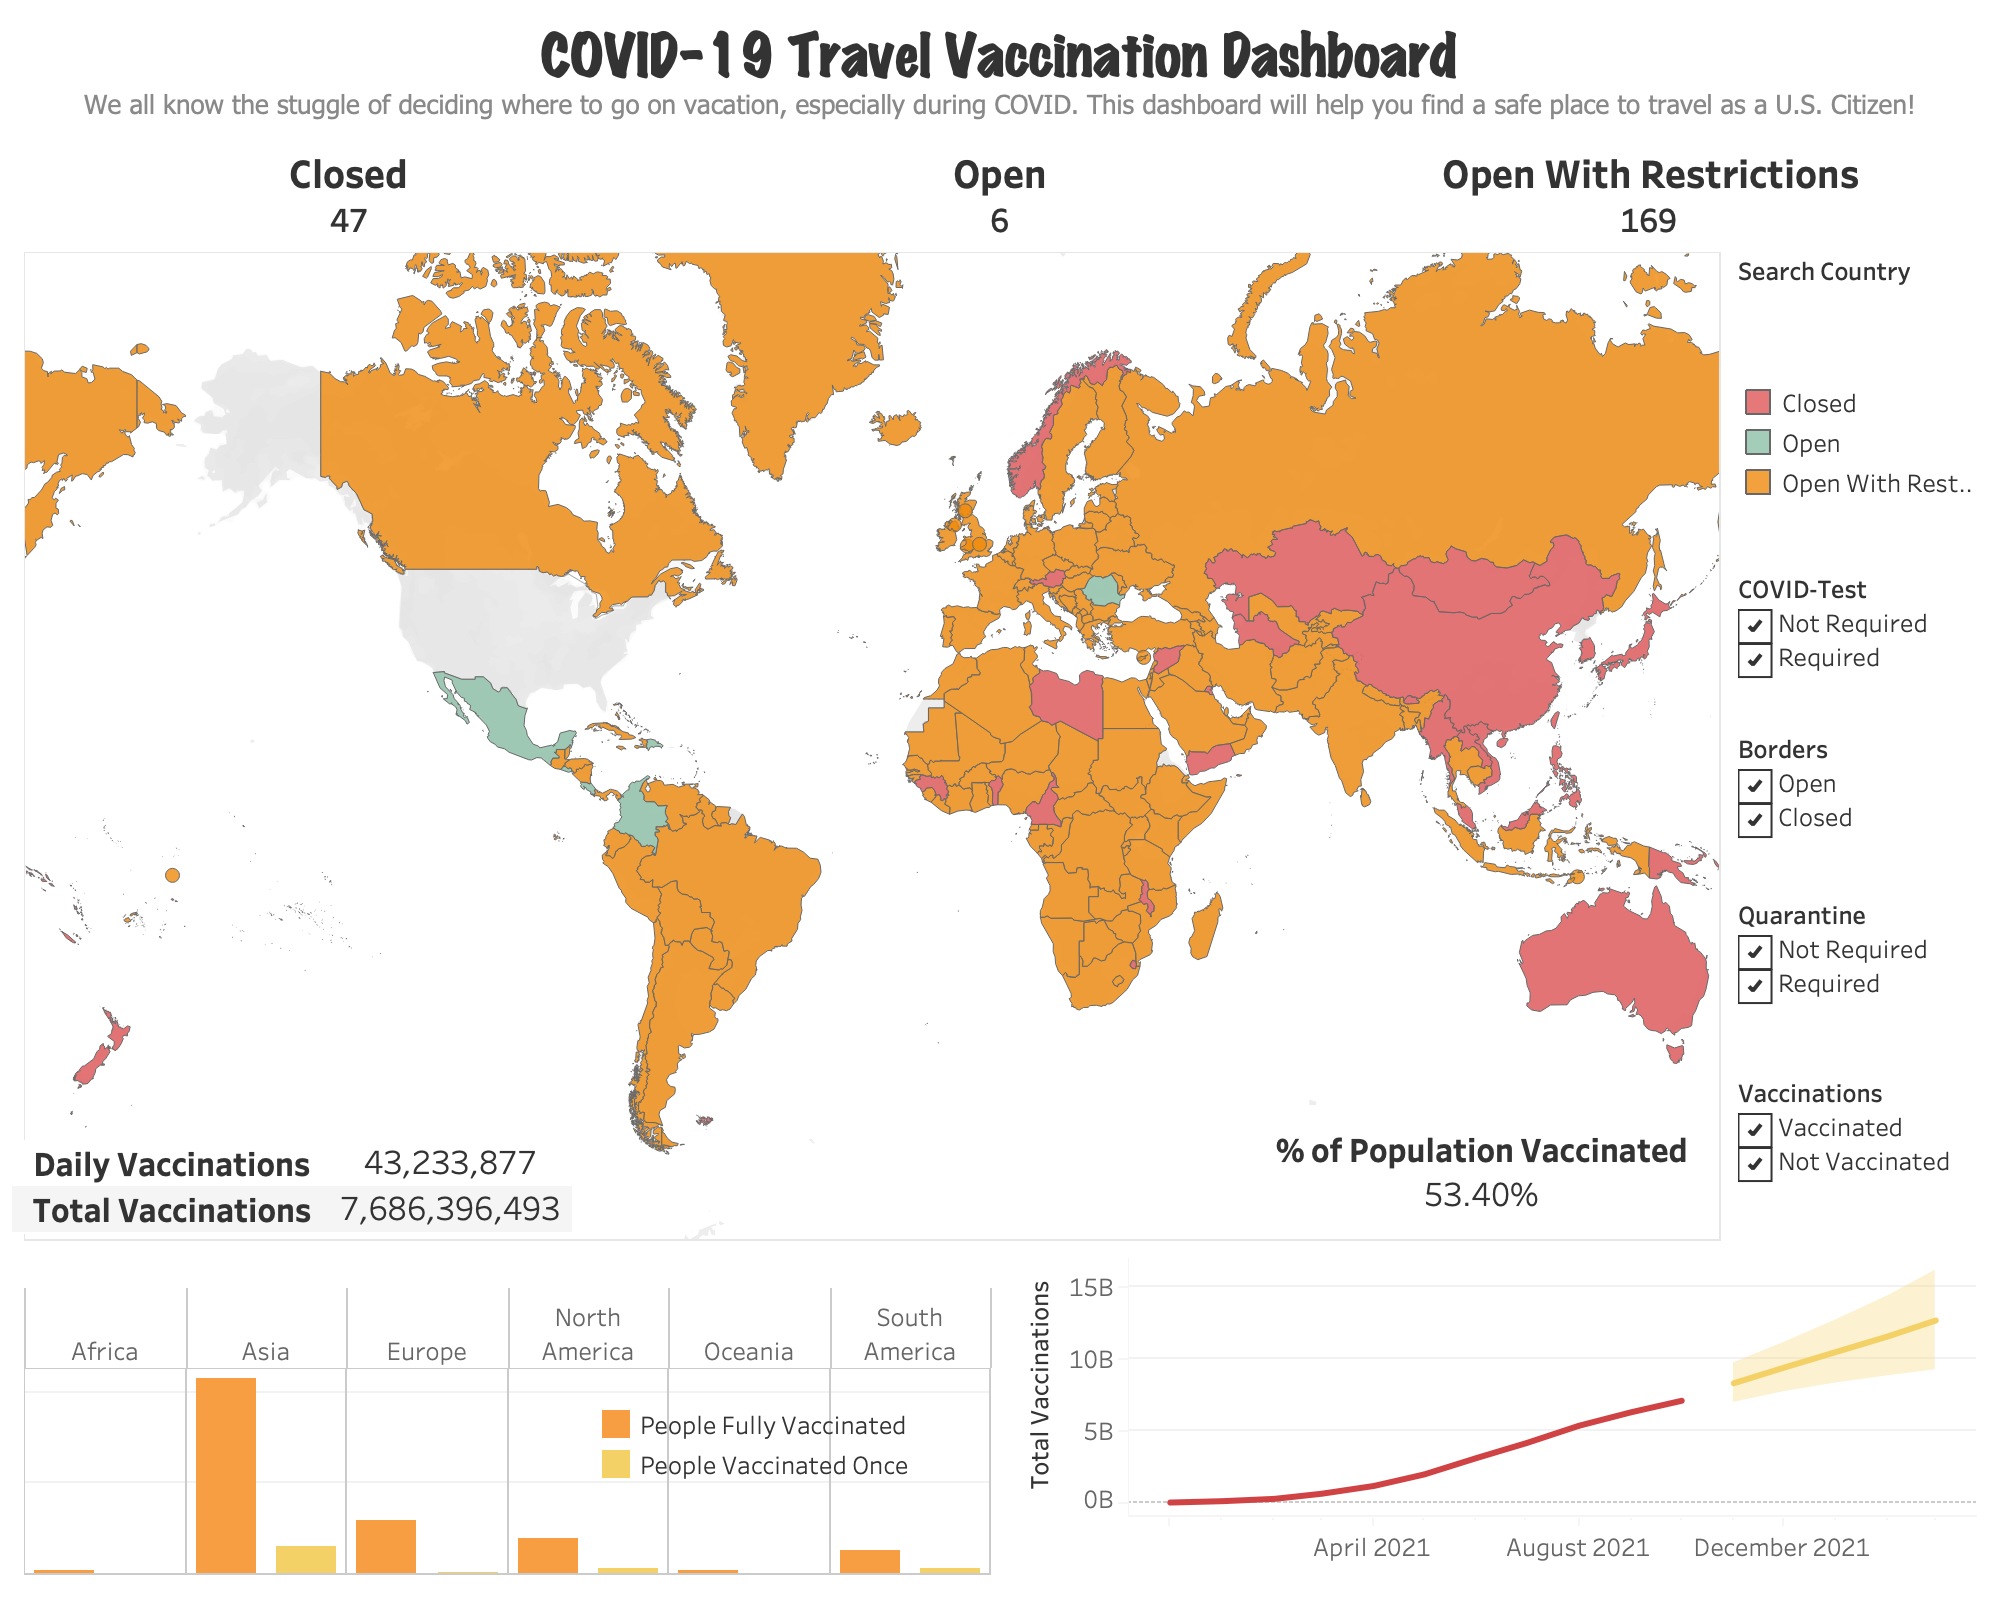 COVID-19 Travel Vaccination Dashboard
We all know the stuggle of deciding where to go on vacation, especially during COVID. This dashboard will help you find a safe place to travel as a U.S. Citizen!
Closed
47
Open
6
Open With Restrictions
169
Search Country
Closed
Open
Open With Rest..
COVID-Test
Not Required
Required
Borders
Open
Closed
Quarantine
Not Required
Required
Vaccinations
Vaccinated
Not Vaccinated
Daily Vaccinations 43,233,877
Total Vaccinations 7,686,396,493
% of Population Vaccinated
53.40%
Africa
Asia
Europe
North
America
Oceania
South
America
People Fully Vaccinated
People Vaccinated Once
Total Vaccinations
15B
10B
5B
0B
April 2021
August 2021
December 2021